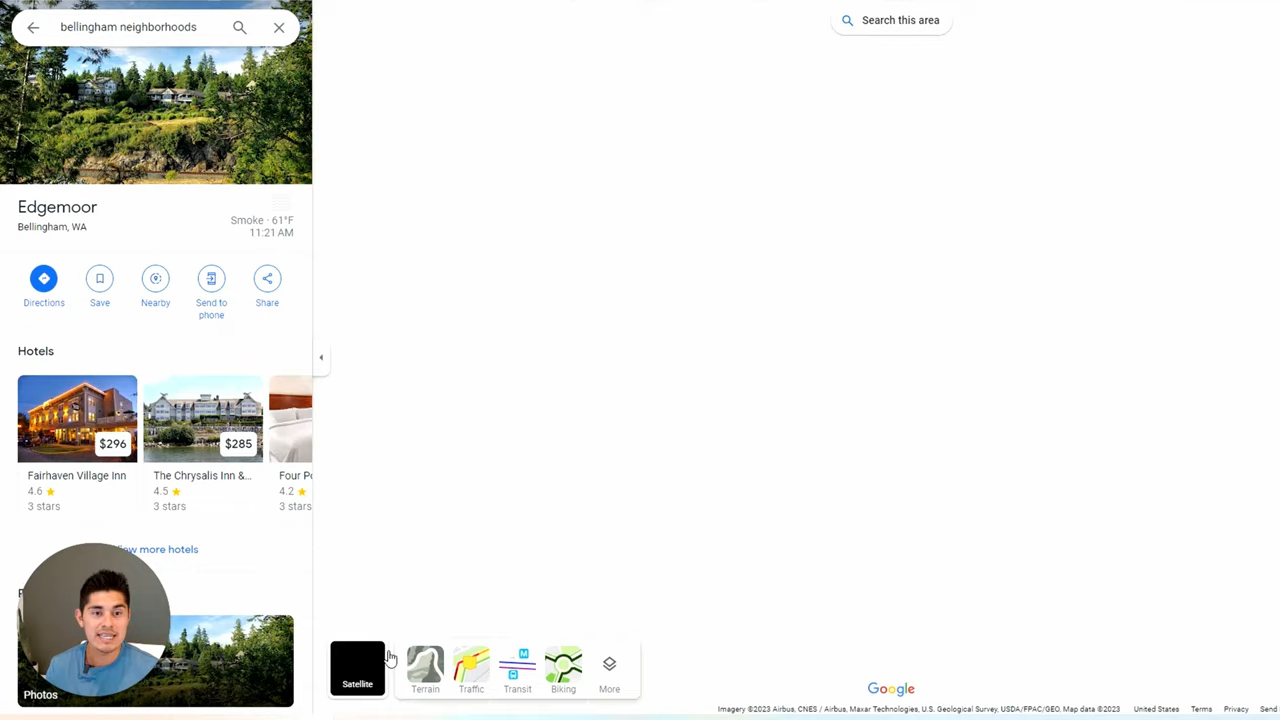 bellingham neighborhoods
Search this area
Edgemoor
Bellingham, WA
Smoke · 61°F
11:21 AM
Directions
Save
Nearby
Send to phone
Share
Hotels
$296
$285
Fairhaven Village Inn
The Chrysalis Inn &...
Four Po
4.6
4.5
4.2
3 stars
3 stars
3 stars
more hotels
Photos
Satellite
Terrain
Traffic
Transit
Biking
More
Google
Imagery ©2023 Airbus, CNES / Airbus, Maxar Technologies, U.S. Geological Survey, USDA/FPAC/GEO, Map data ©2023
United States
Terms
Privacy
Send